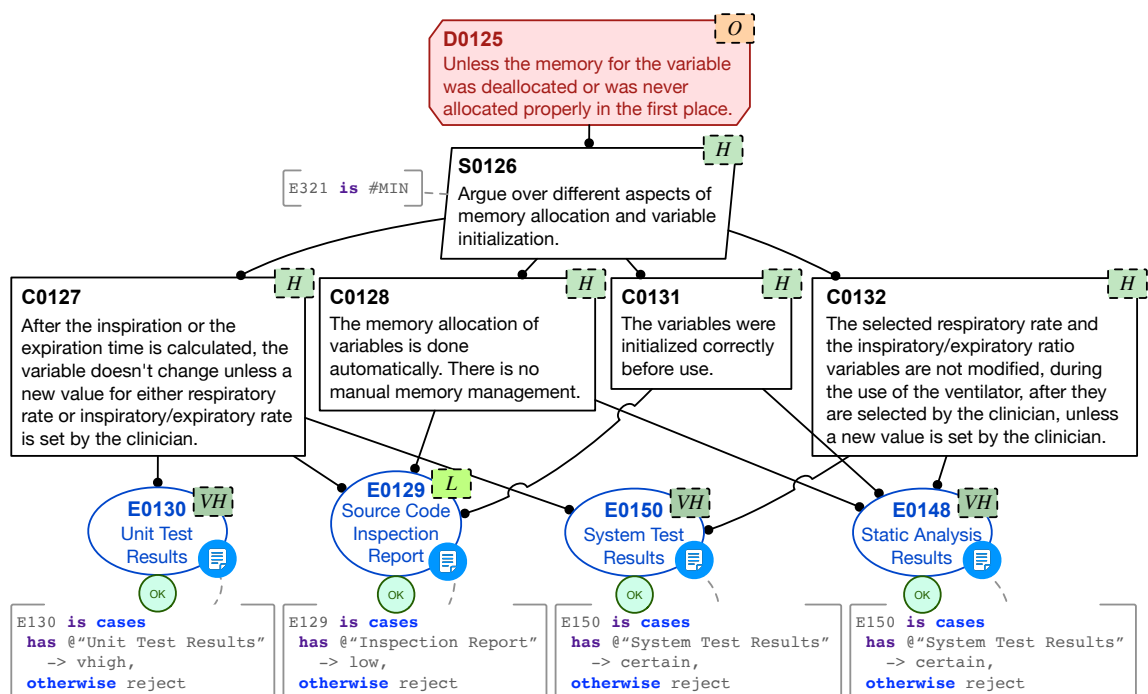 O
D0125
Unless the memory for the variable
was deallocated or was never
allocated properly in the first place.
H
S0126
Argue over different aspects of
memory allocation and variable
initialization.
E321 is #MIN
H
C0127
After the inspiration or the
expiration time is calculated, the
variable doesn't change unless a
new value for either respiratory
rate or inspiratory/expiratory rate
is set by the clinician.
H
C0128
The memory allocation of
variables is done
automatically. There is no
manual memory management.
H
C0131
The variables were
initialized correctly
before use.
H
C0132
The selected respiratory rate and
the inspiratory/expiratory ratio
variables are not modified, during
the use of the ventilator, after they
are selected by the clinician, unless
a new value is set by the clinician.
VH
E0130
Unit Test
Results
OK
L
E0129
Source Code
Inspection
Report
OK
VH
E0150
System Test
Results
OK
VH
E0148
Static Analysis
Results
OK
E130 is cases
has @“Unit Test Results”
-> vhigh,
otherwise reject
E129 is cases
has @“Inspection Report”
-> low,
otherwise reject
E150 is cases
has @“System Test Results”
-> certain,
otherwise reject
E150 is cases
has @“System Test Results”
-> certain,
otherwise reject